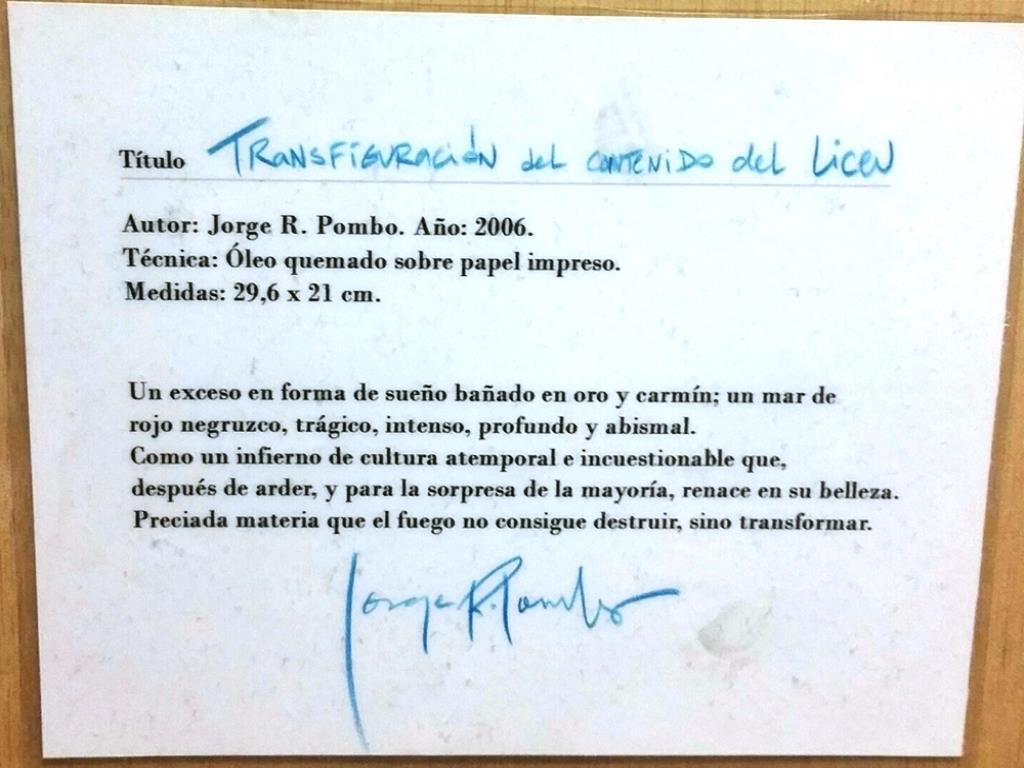 Título TRANSFIGURACIÓN del CONTENIDO del Liceu
Autor: Jorge R. Pombo. Año: 2006.
Técnica: Óleo quemado sobre papel impreso.
Medidas: 29,6 x 21 cm.
Un exceso en forma de sueño bañado en oro y carmín; un mar de
rojo negruzco, trágico, intenso, profundo y abismal.
Como un infierno de cultura atemporal e incuestionable que,
después de arder, y para la sorpresa de la mayoría, renace en su belleza.
Preciada materia que el fuego no consigue destruir, sino transformar.
Jorge R. Pombo